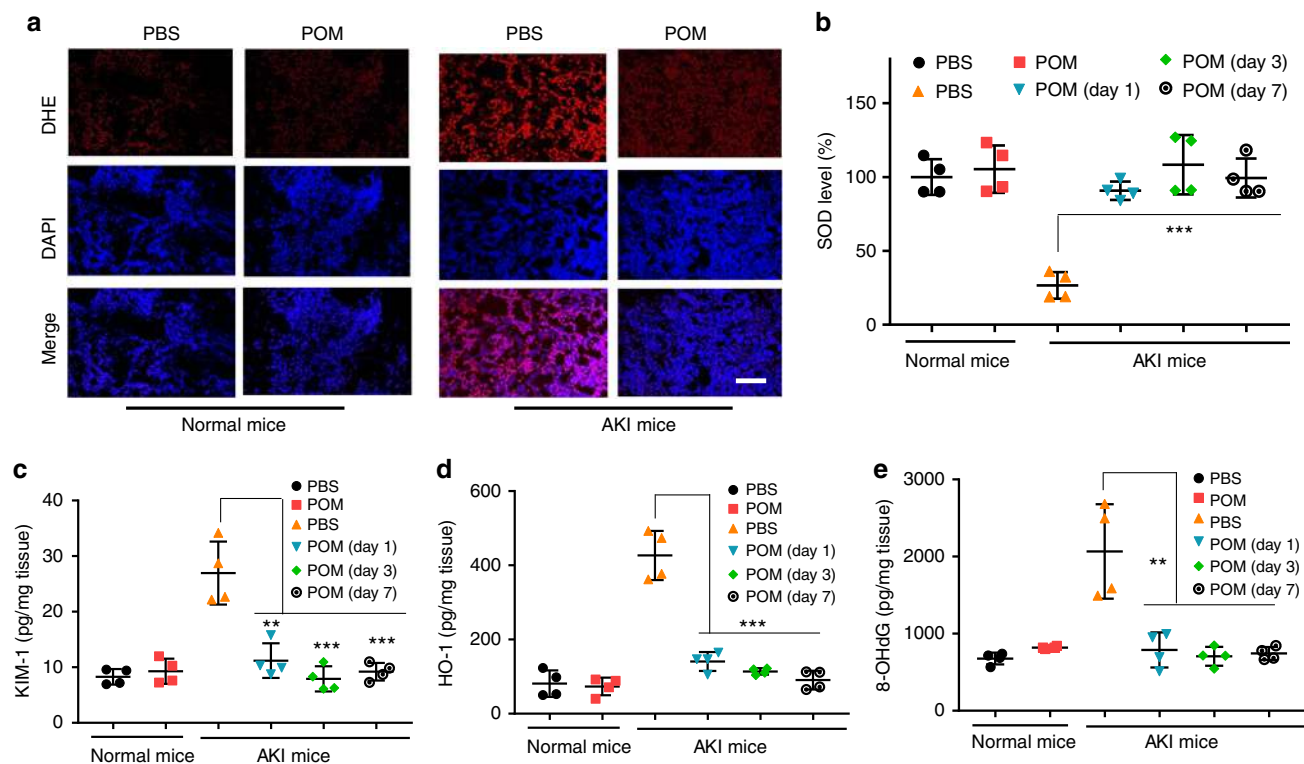 a
PBS
POM
PBS
POM
DHE
DAPI
Merge
Normal mice
AKI mice
b
PBS
POM
POM (day 3)
PBS
POM (day 1)
POM (day 7)
SOD level (%)
150
100
50
0
***
Normal mice
AKI mice
c
KIM-1 (pg/mg tissue)
40
30
20
10
0
PBS
POM
PBS
POM (day 1)
POM (day 3)
POM (day 7)
**
***
***
Normal mice
AKI mice
d
HO-1 (pg/mg tissue)
600
400
200
0
PBS
POM
PBS
POM (day 1)
POM (day 3)
POM (day 7)
***
Normal mice
AKI mice
e
8-OHdG (pg/mg tissue)
3000
2000
1000
0
PBS
POM
PBS
POM (day 1)
POM (day 3)
POM (day 7)
**
Normal mice
AKI mice